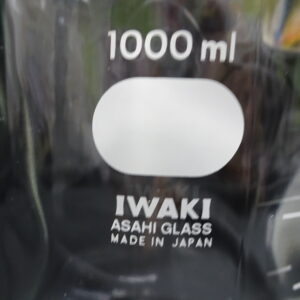 1000 ml
IWAKI
ASAHI GLASS
MADE IN JAPAN